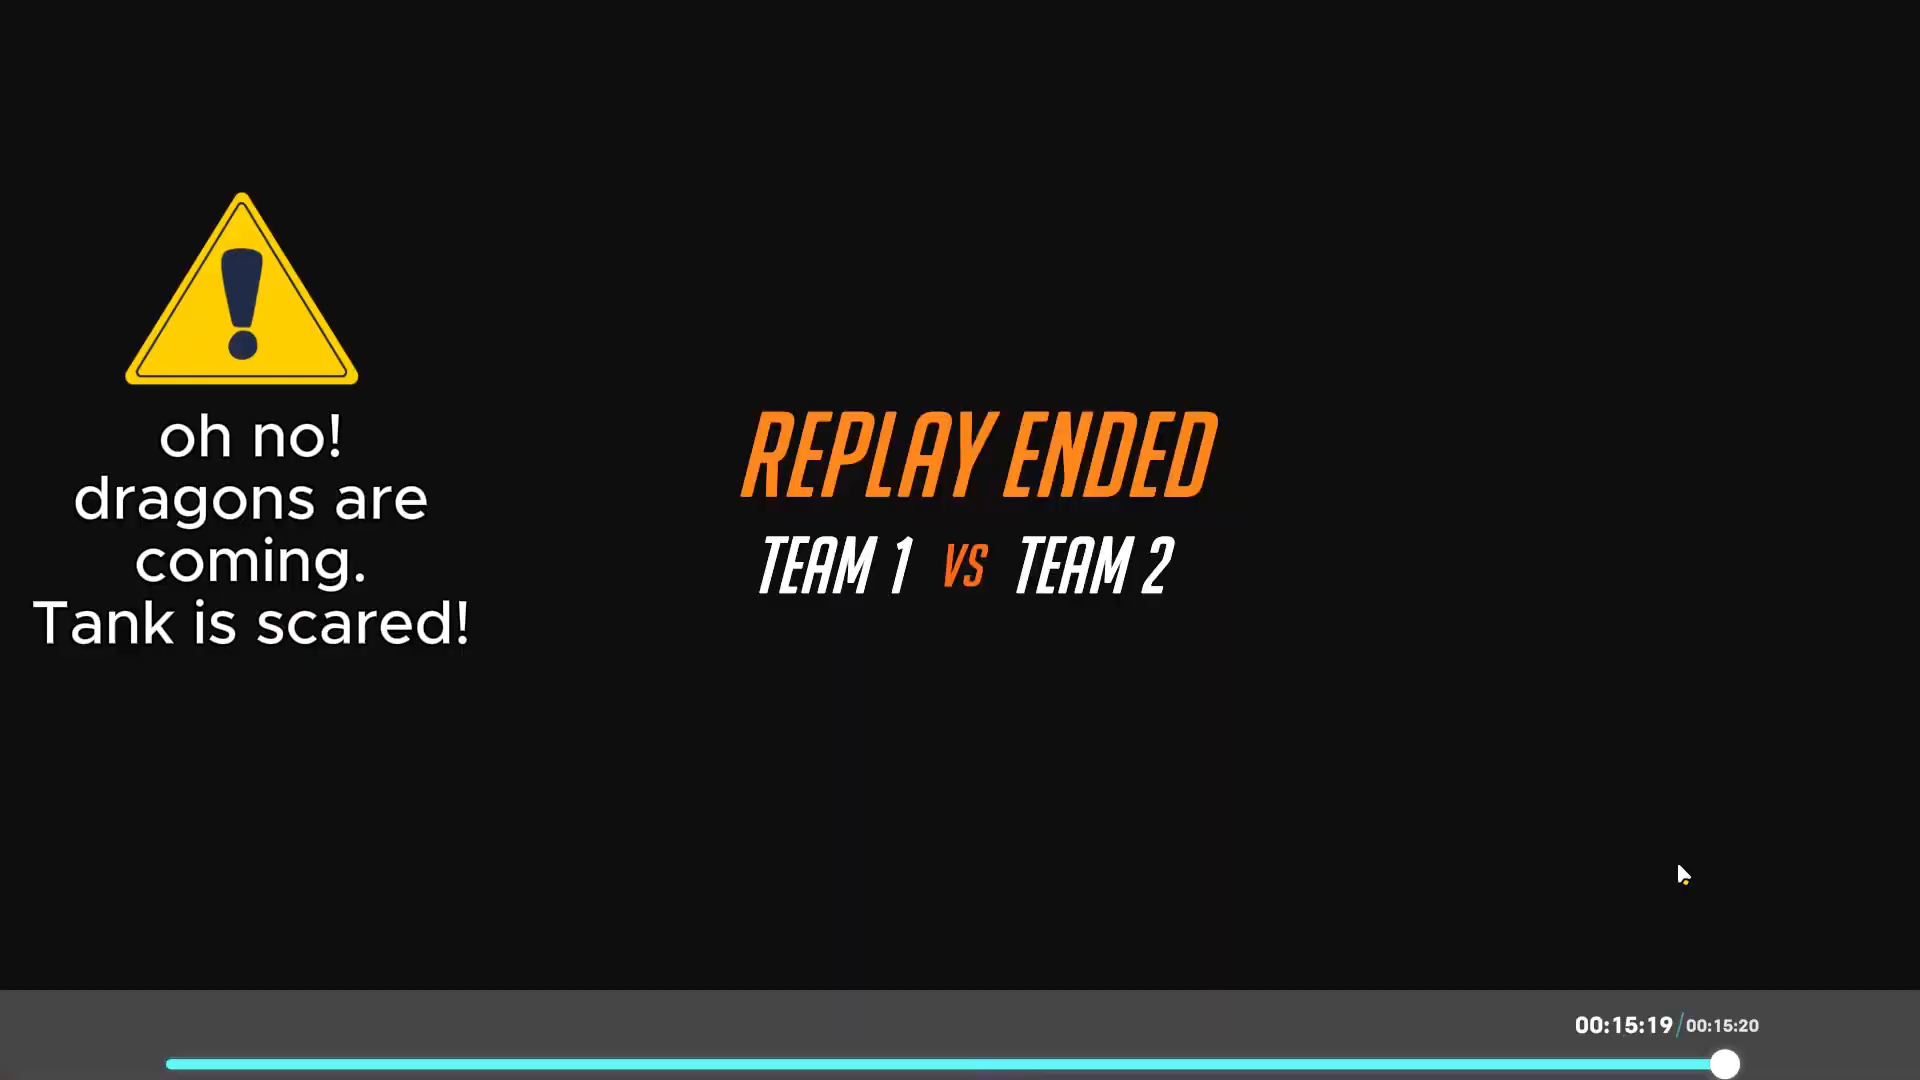 oh no!
dragons are
coming.
Tank is scared!
REPLAY ENDED
TEAM 1 VS TEAM 2
00:15:19/00:15:20